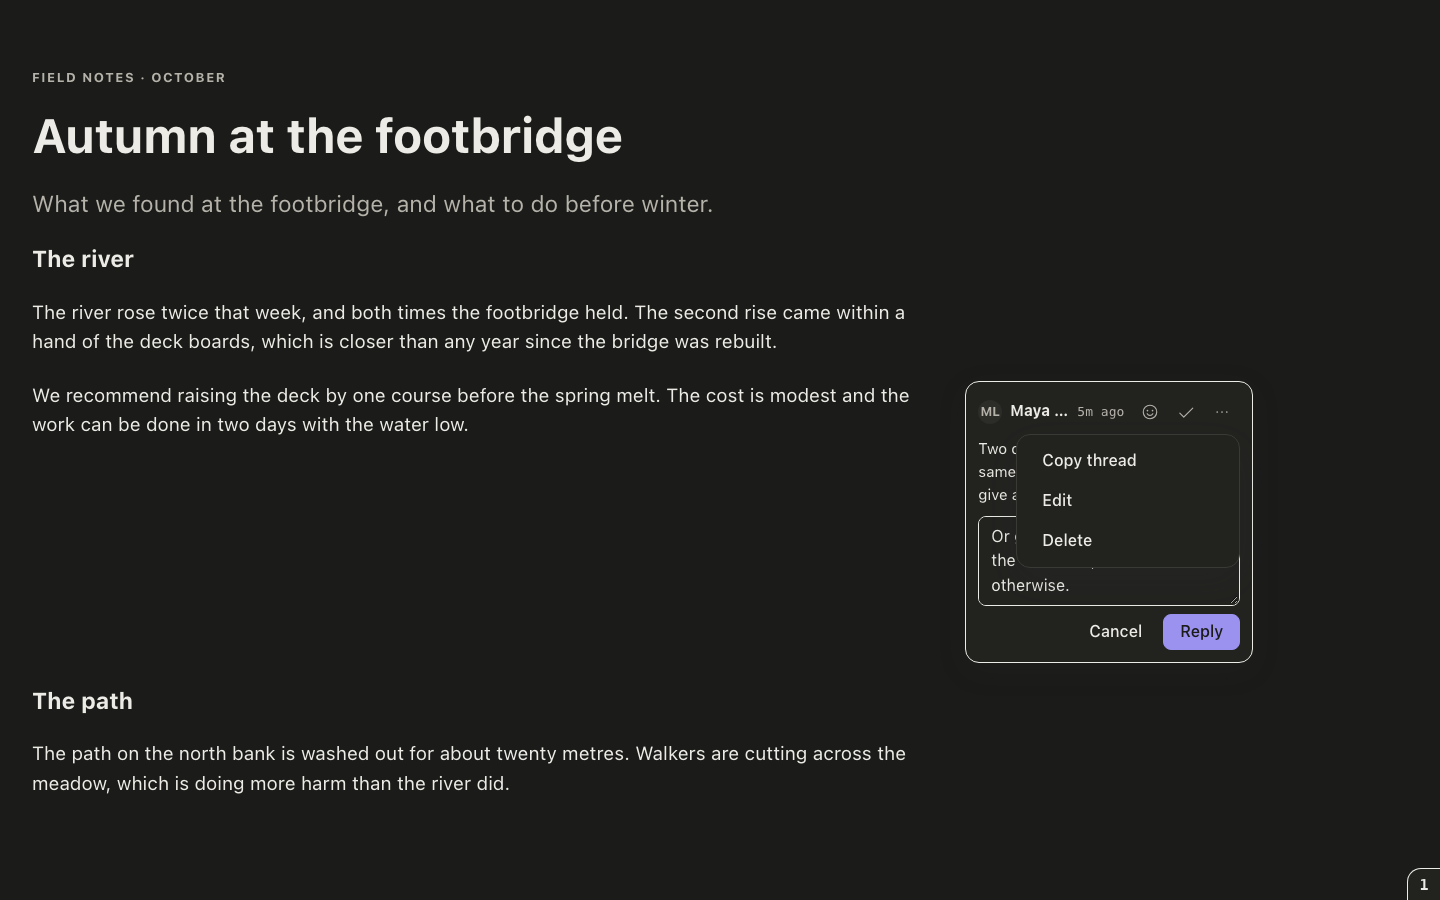 FIELD NOTES · OCTOBER
Autumn at the footbridge
What we found at the footbridge, and what to do before winter.
The river
The river rose twice that week, and both times the footbridge held. The second rise came within a
hand of the deck boards, which is closer than any year since the bridge was rebuilt.
We recommend raising the deck by one course before the spring melt. The cost is modest and the
work can be done in two days with the water low.
ML Maya ... 5m ago ···
Two
same
give
Copy thread
Edit
Delete
Or
the
otherwise.
Cancel Reply
The path
The path on the north bank is washed out for about twenty metres. Walkers are cutting across the
meadow, which is doing more harm than the river did.
1